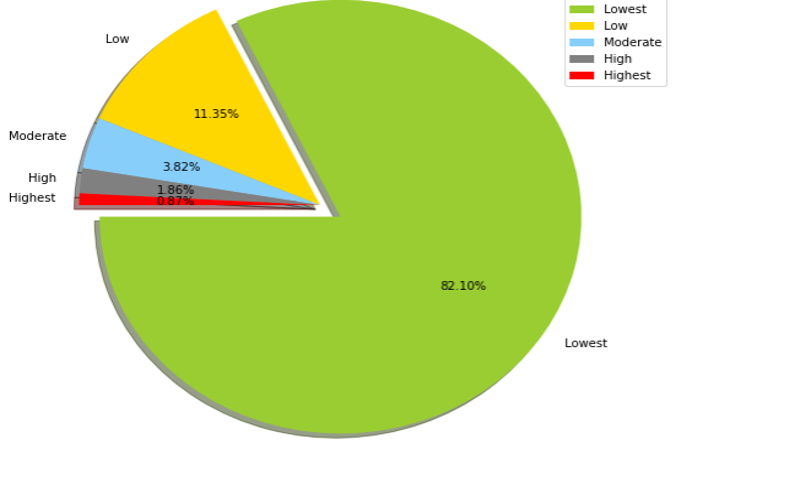 Lowest
Low
Moderate
High
Highest
Low
11.35%
Moderate
3.82%
High
1.86%
Highest
0.87%
82.10%
Lowest